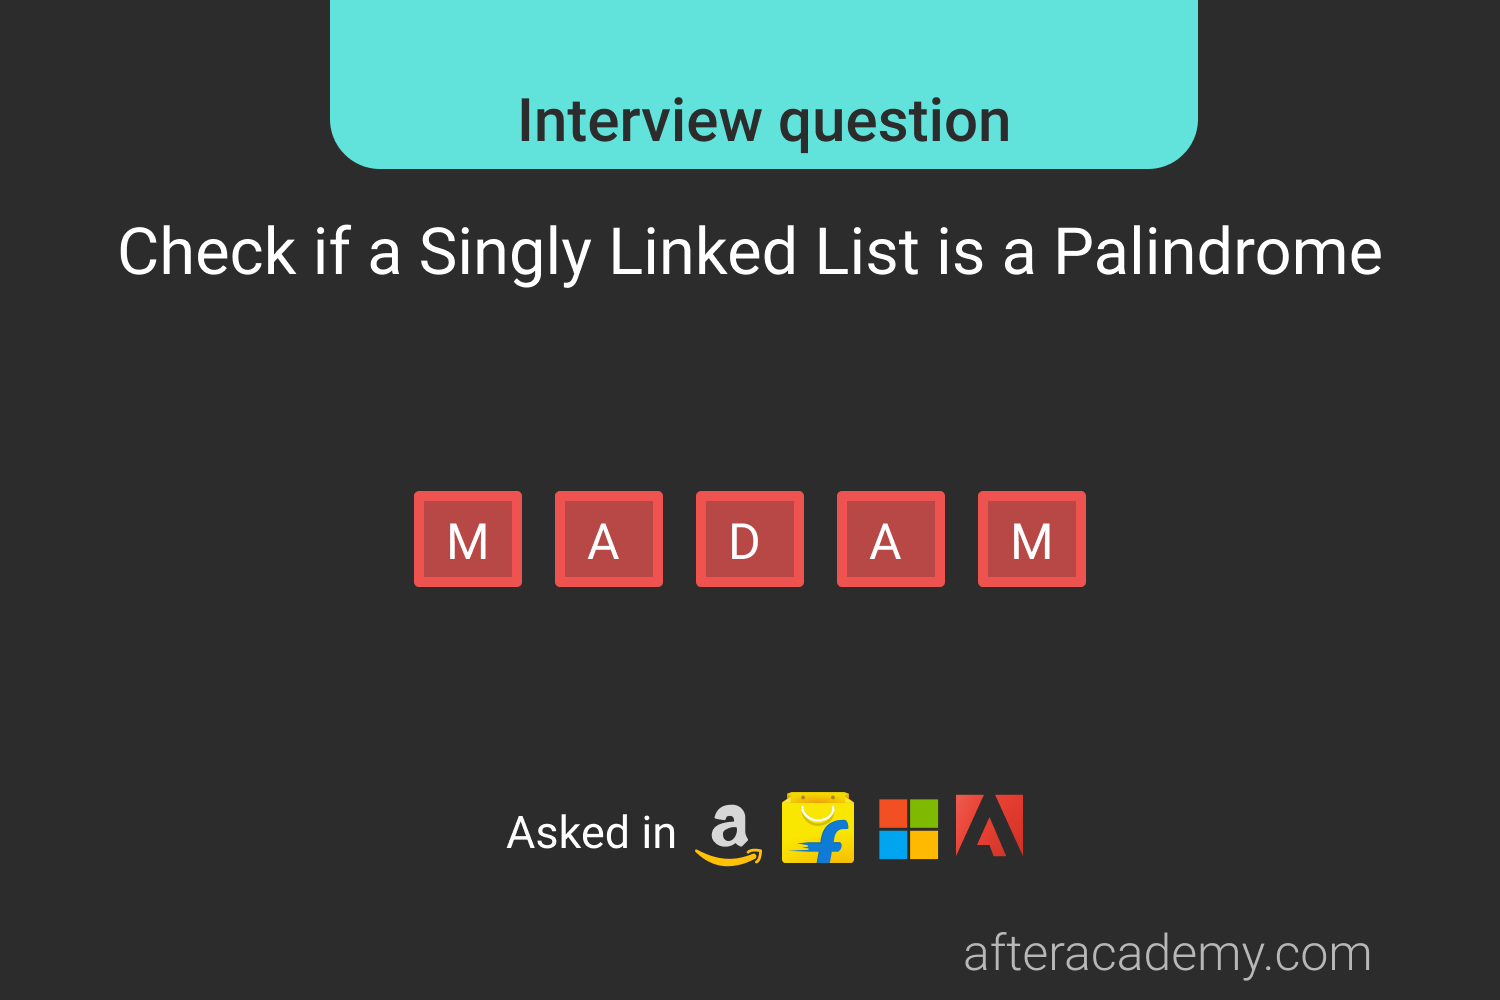 Interview question
Check if a Singly Linked List is a Palindrome
M A D A M
Asked in a f
afteracademy.com